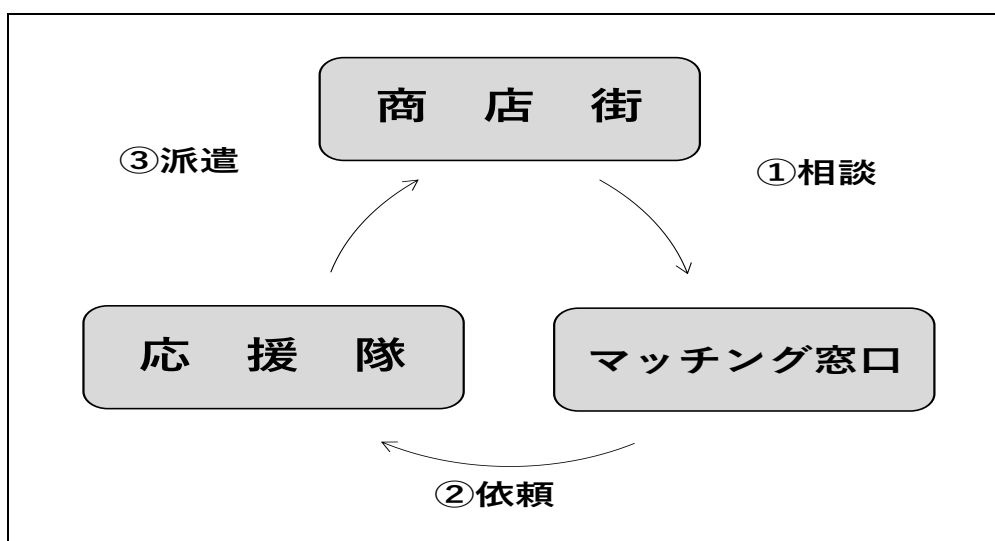 商店街
③派遣
①相談
応援隊
マッチング窓口
②依頼